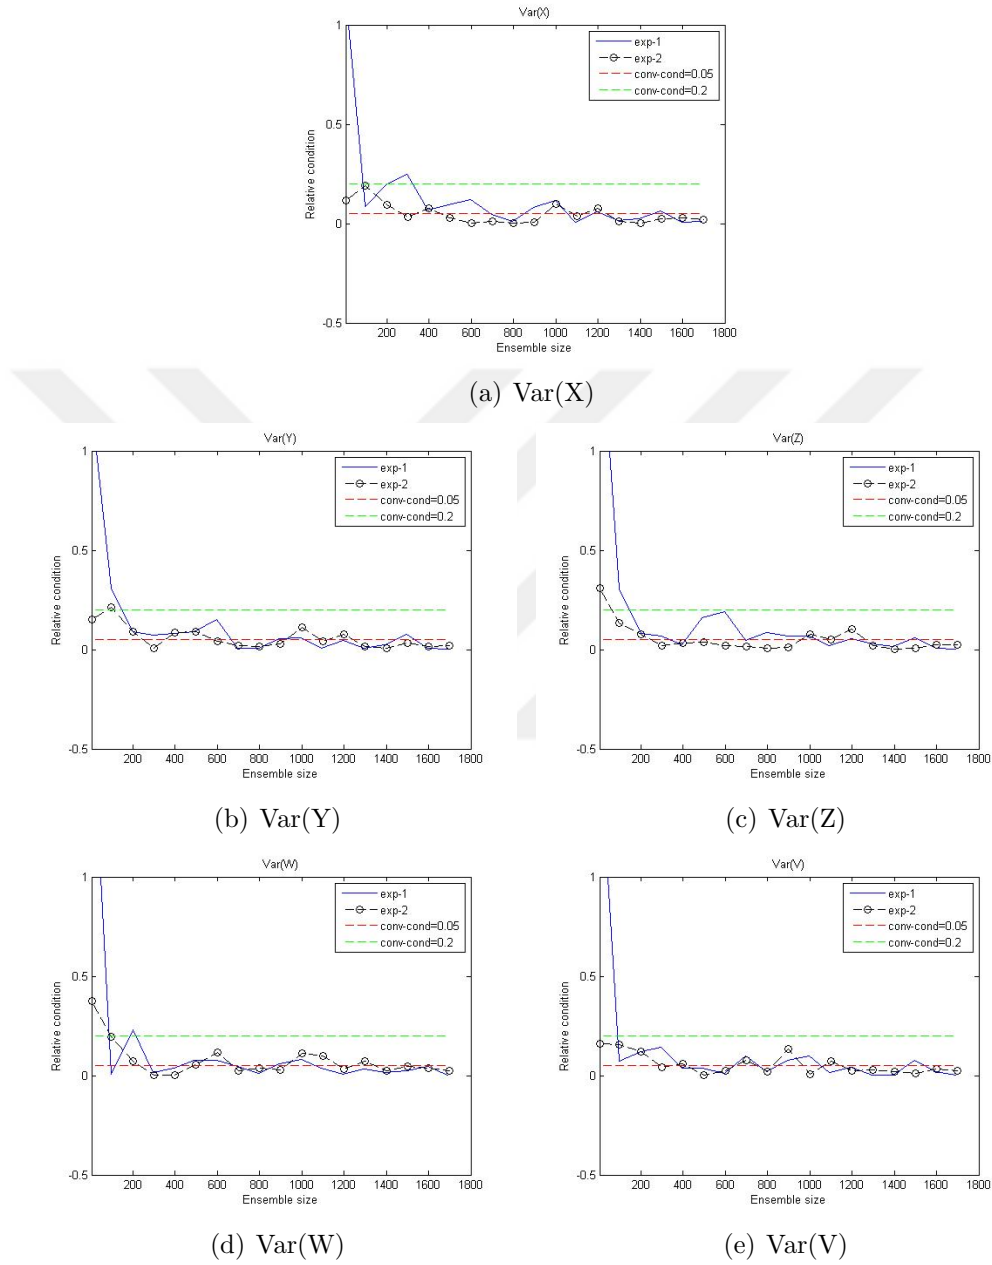 Var(X)
1
0.5
0
-0.5
Relative condition
200 400 600 800 1000 1200 1400 1600 1800
Ensemble size
exp-1
exp-2
conv-cond=0.05
conv-cond=0.2
(a) Var(X)
Var(Y)
1
0.5
0
-0.5
Relative condition
200 400 600 800 1000 1200 1400 1600 1800
Ensemble size
exp-1
exp-2
conv-cond=0.05
conv-cond=0.2
(b) Var(Y)
Var(Z)
1
0.5
0
-0.5
Relative condition
200 400 600 800 1000 1200 1400 1600 1800
Ensemble size
exp-1
exp-2
conv-cond=0.05
conv-cond=0.2
(c) Var(Z)
Var(W)
1
0.5
0
-0.5
Relative condition
200 400 600 800 1000 1200 1400 1600 1800
Ensemble size
exp-1
exp-2
conv-cond=0.05
conv-cond=0.2
(d) Var(W)
Var(V)
1
0.5
0
-0.5
Relative condition
200 400 600 800 1000 1200 1400 1600 1800
Ensemble size
exp-1
exp-2
conv-cond=0.05
conv-cond=0.2
(e) Var(V)